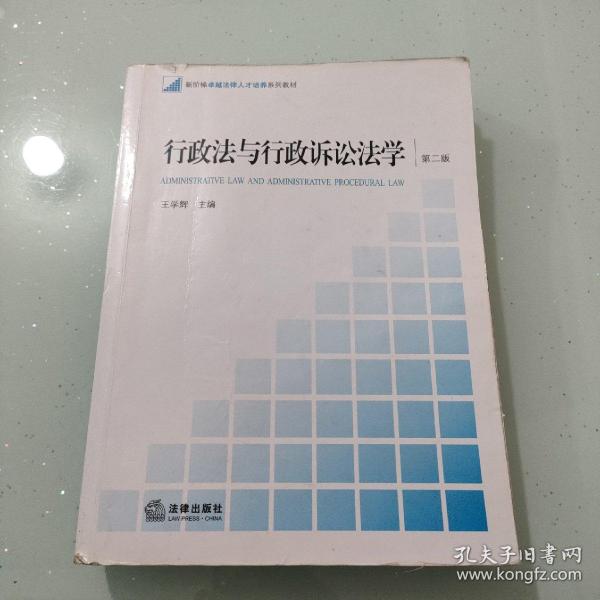 新阶梯卓越法律人才培养系列教材
行政法与行政诉讼法学 第二版
ADMINISTRAITVE LAW AND ADMINISTRATIVE PROCEDURAL LAW
王学辉 主编
法律出版社
LAW PRESS·CHINA
孔夫子旧书网
www.kongfz.com